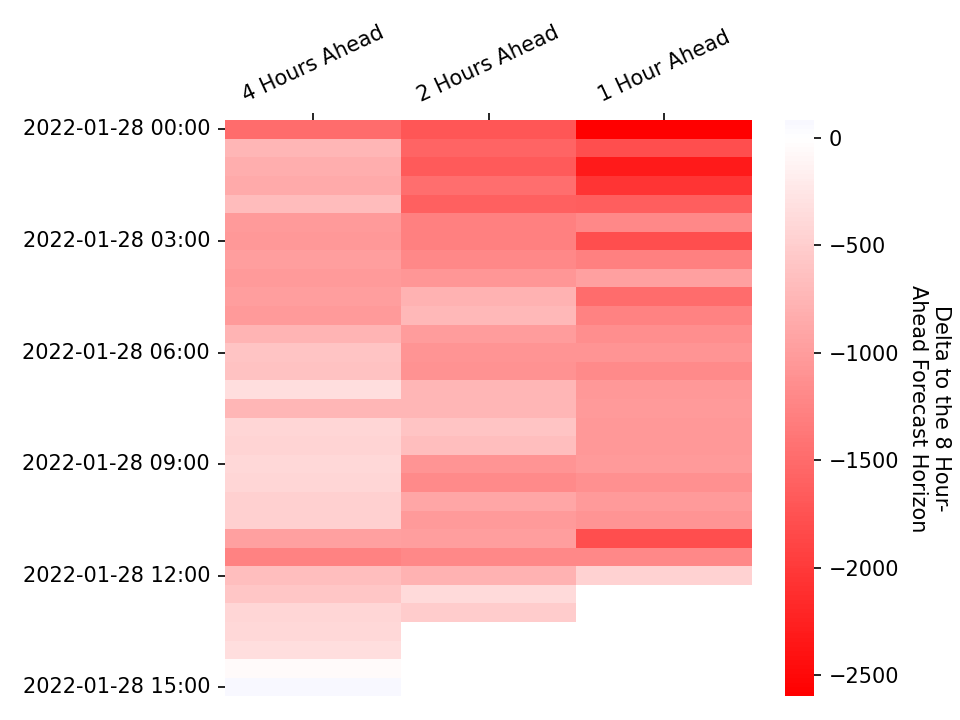 4 Hours Ahead
2 Hours Ahead
1 Hour Ahead
2022-01-28 00:00
2022-01-28 03:00
2022-01-28 06:00
2022-01-28 09:00
2022-01-28 12:00
2022-01-28 15:00
0
−500
−1000
−1500
−2000
−2500
Delta to the 8 Hour-
Ahead Forecast Horizon